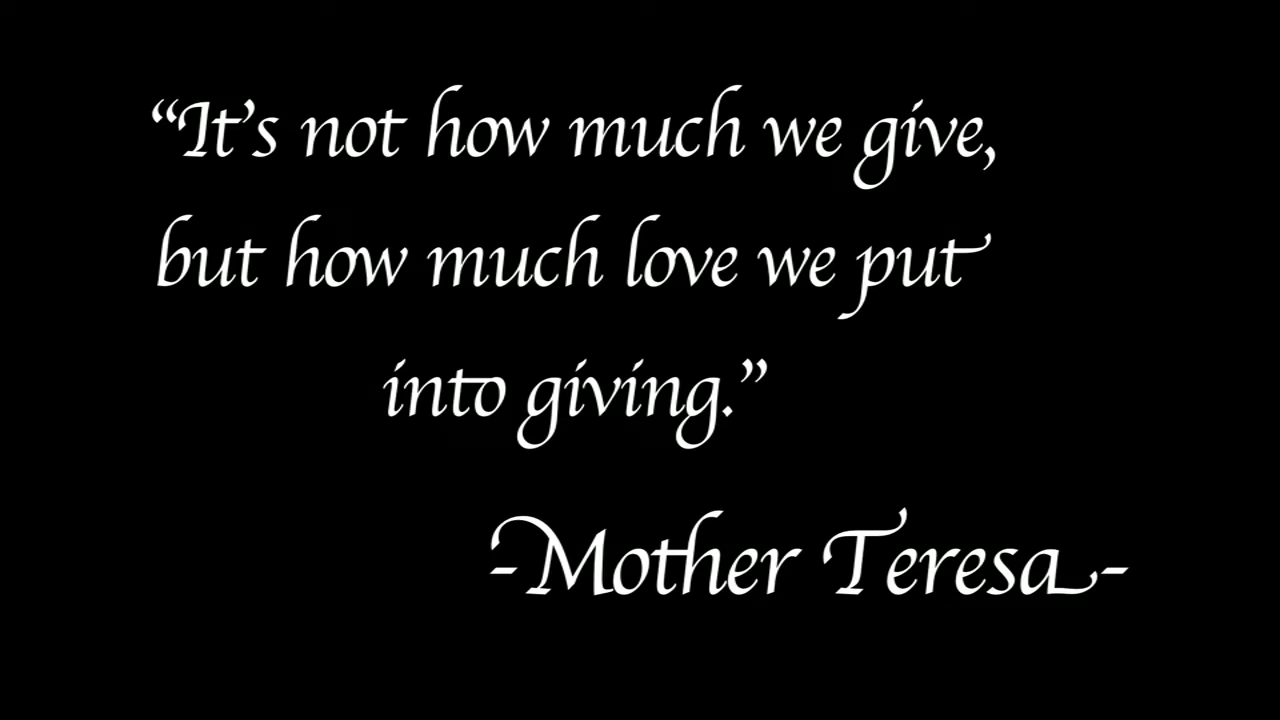 “It’s not how much we give,
but how much love we put
into giving.”
-Mother Teresa-